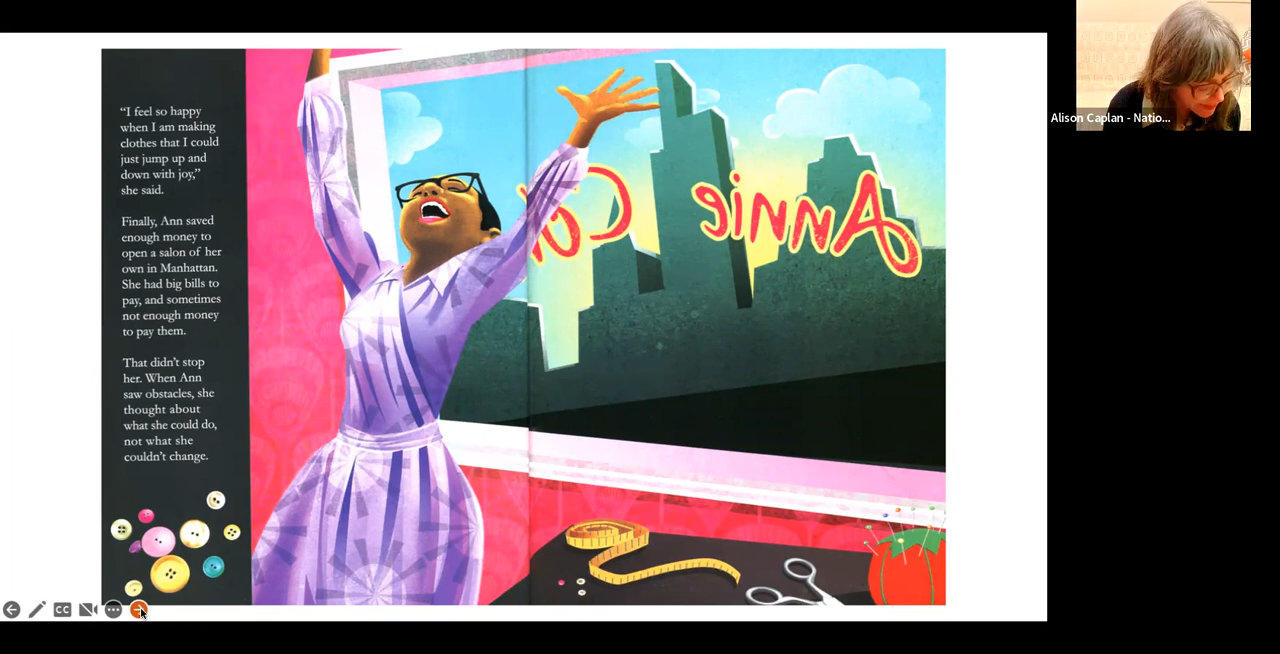 “I feel so happy
when I am making
clothes that I could
just jump up and
down with joy,”
she said.
Finally, Ann saved
enough money to
open a salon of her
own in Manhattan.
She had big bills to
pay, and sometimes
not enough money
to pay them.
That didn’t stop
her. When Ann
saw obstacles, she
thought about
what she could do,
not what she
couldn’t change.
Annie Co
Alison Caplan - Natio...
CC